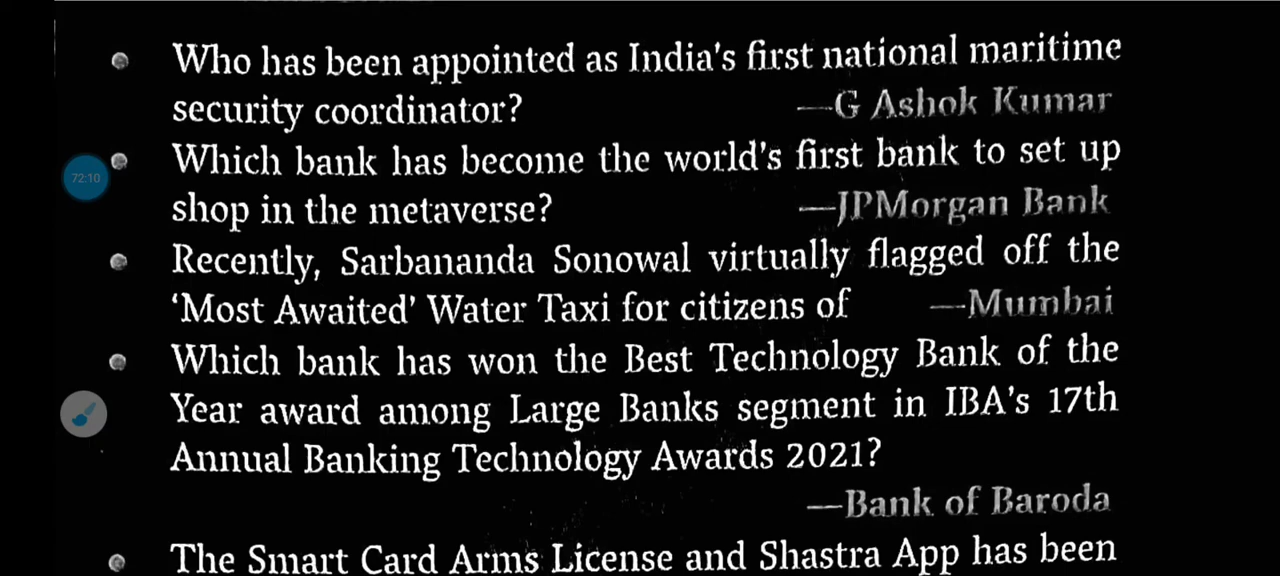 Who has been appointed as India's first national maritime
security coordinator? —G Ashok Kumar
Which bank has become the world's first bank to set up
72:10
shop in the metaverse? —JPMorgan Bank
Recently, Sarbananda Sonowal virtually flagged off the
‘Most Awaited’ Water Taxi for citizens of —Mumbai
Which bank has won the Best Technology Bank of the
Year award among Large Banks segment in IBA's 17th
Annual Banking Technology Awards 2021?
—Bank of Baroda
The Smart Card Arms License and Shastra App has been